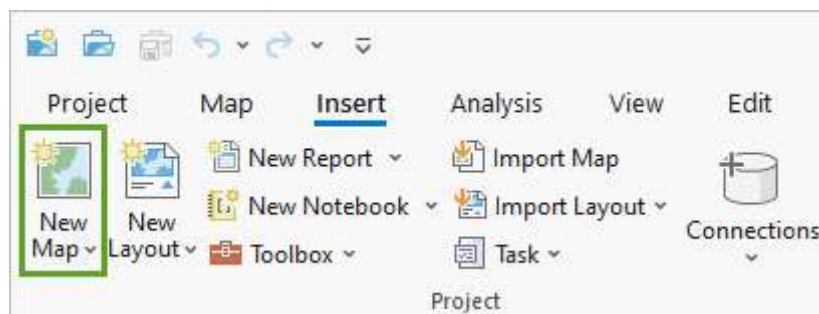 Project Map Insert Analysis View Edit
New Map
New Layout
New Report
New Notebook
Toolbox
Import Map
Import Layout
Task
Connections
Project